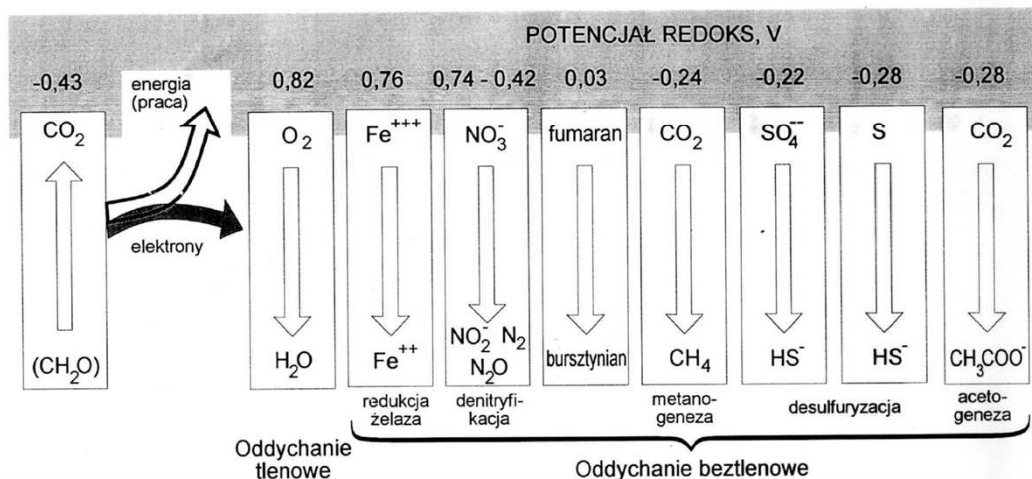 POTENCJAŁ REDOKS, V
-0,43
energia
(praca)
0,82
0,76
0,74 - 0,42
0,03
-0,24
-0,22
-0,28
-0,28
CO₂
O₂
Fe⁺⁺⁺
NO₃⁻
fumaran
CO₂
SO₄⁻⁻
S
CO₂
elektrony
(CH₂O)
H₂O
Fe⁺⁺
NO₂⁻ N₂
N₂O
bursztynian
CH₄
HS⁻
HS⁻
CH₃COO⁻
redukcja
żelaza
denitryfi-
kacja
metano-
geneza
desulfuryzacja
aceto-
geneza
Oddychanie
tlenowe
Oddychanie beztlenowe